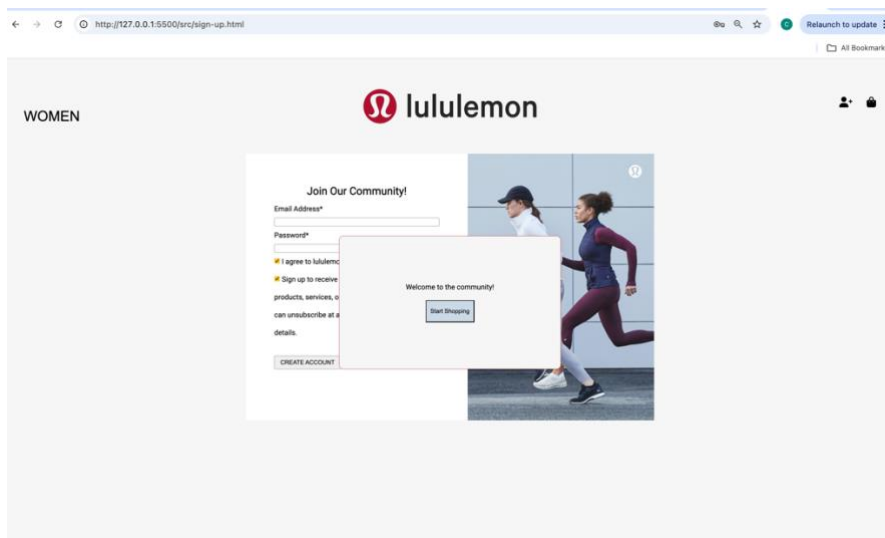 http://127.0.0.1:5500/src/sign-up.html
C
Relaunch to update
All Bookmark
WOMEN
lululemon
Join Our Community!
Email Address*
Password*
I agree to lululemo
Sign up to receive
products, services, o
can unsubscribe at a
details.
CREATE ACCOUNT
Welcome to the community!
Start Shopping